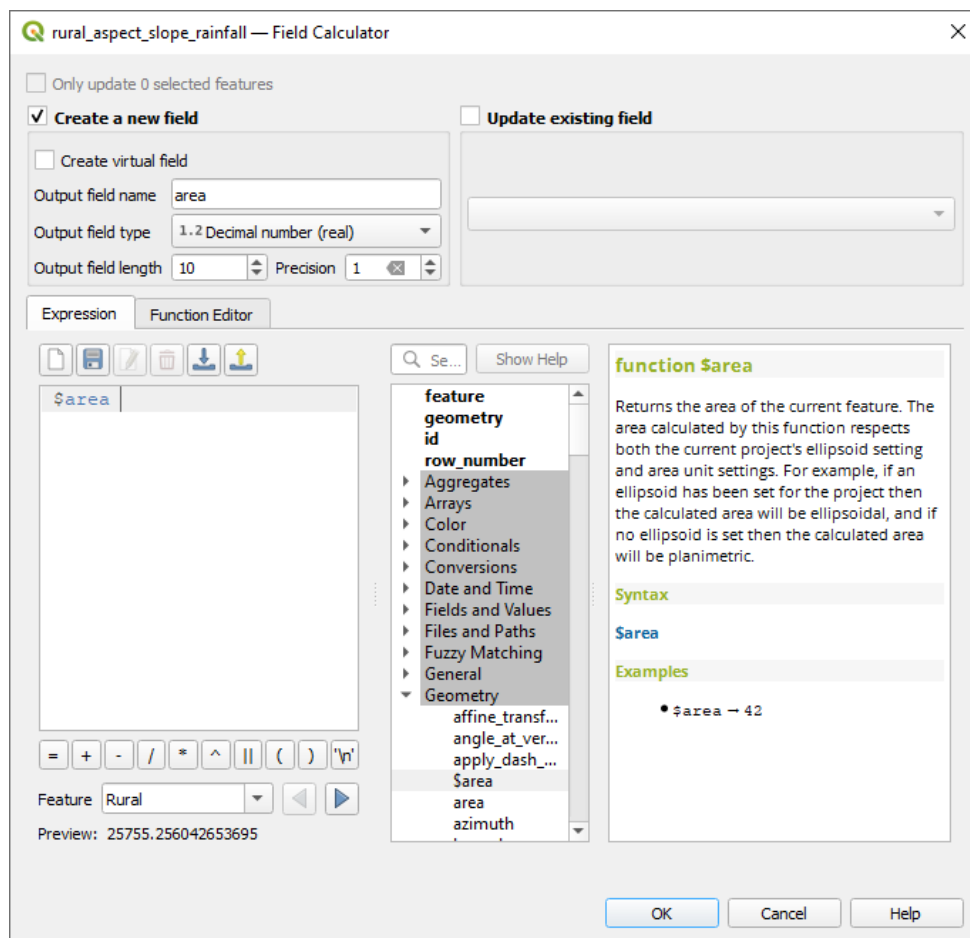 rural_aspect_slope_rainfall — Field Calculator
Only update 0 selected features
Create a new field
Update existing field
Create virtual field
Output field name area
Output field type 1.2 Decimal number (real)
Output field length 10 Precision 1
Expression Function Editor
Se... Show Help
$area
feature
geometry
id
row_number
Aggregates
Arrays
Color
Conditionals
Conversions
Date and Time
Fields and Values
Files and Paths
Fuzzy Matching
General
Geometry
affine_transf...
angle_at_ver...
apply_dash_...
$area
area
azimuth
function $area
Returns the area of the current feature. The
area calculated by this function respects
both the current project's ellipsoid setting
and area unit settings. For example, if an
ellipsoid has been set for the project then
the calculated area will be ellipsoidal, and if
no ellipsoid is set then the calculated area
will be planimetric.
Syntax
$area
Examples
• $area → 42
= + - / * ^ || ( ) '\n'
Feature Rural
Preview: 25755.256042653695
OK Cancel Help